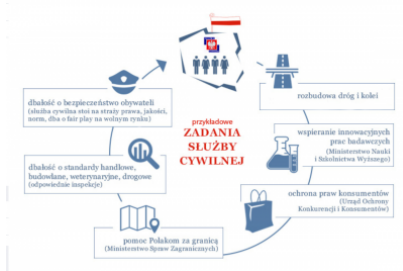 przykładowe
ZADANIA
SŁUŻBY
CYWILNEJ
rozbudowa dróg i kolei
wspieranie innowacyjnych
prac badawczych
(Ministerstwo Nauki
i Szkolnictwa Wyższego)
ochrona praw konsumentów
(Urząd Ochrony
Konkurencji i Konsumentów)
pomoc Polakom za granicą
(Ministerstwo Spraw Zagranicznych)
dbałość o standardy handlowe,
budowlane, weterynaryjne, drogowe
(odpowiednie inspekcje)
dbałość o bezpieczeństwo obywateli
(służba cywilna stoi na straży prawa, jakości,
norm, dba o fair play na wolnym rynku)